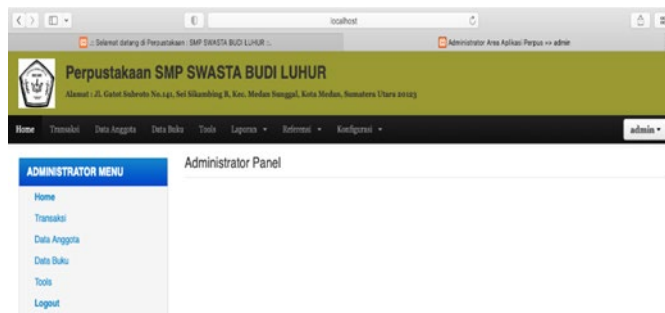 localhost
.:: Selamat datang di Perpustakaan : SMP SWASTA BUDI LUHUR ::.
Administrator Area Aplikasi Perpus »» admin
Perpustakaan SMP SWASTA BUDI LUHUR
Alamat : Jl. Gatot Subroto No.141, Sei Sikambing B, Kec. Medan Sunggal, Kota Medan, Sumatera Utara 20123
Home Transaksi Data Anggota Data Buku Tools Laporan Referensi Konfigurasi admin
ADMINISTRATOR MENU
Administrator Panel
Home
Transaksi
Data Anggota
Data Buku
Tools
Logout